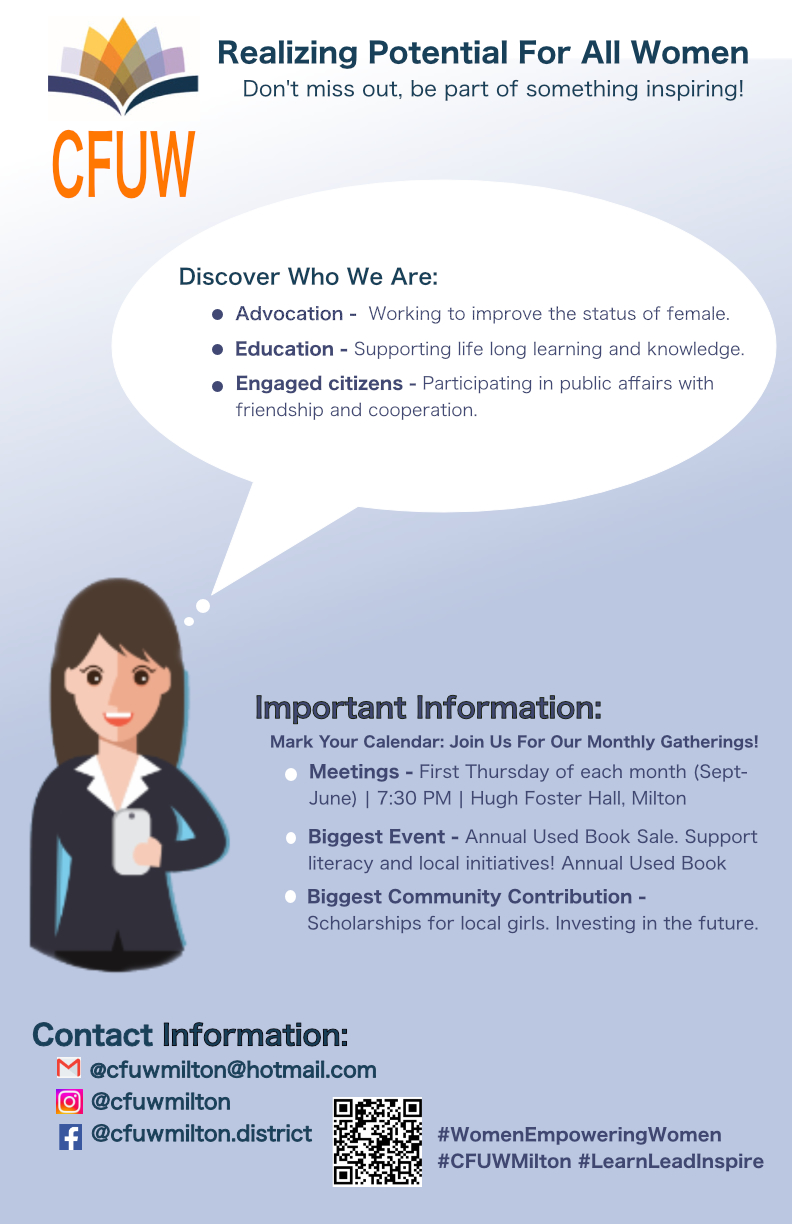 Realizing Potential For All Women
Don't miss out, be part of something inspiring!
CFUW
Discover Who We Are:
Advocation - Working to improve the status of female.
Education - Supporting life long learning and knowledge.
Engaged citizens - Participating in public affairs with
friendship and cooperation.
Important Information:
Mark Your Calendar: Join Us For Our Monthly Gatherings!
Meetings - First Thursday of each month (Sept-
June) | 7:30 PM | Hugh Foster Hall, Milton
Biggest Event - Annual Used Book Sale. Support
literacy and local initiatives! Annual Used Book
Biggest Community Contribution -
Scholarships for local girls. Investing in the future.
Contact Information:
@cfuwmilton@hotmail.com
@cfuwmilton
@cfuwmilton.district
#WomenEmpoweringWomen
#CFUWMilton #LearnLeadInspire